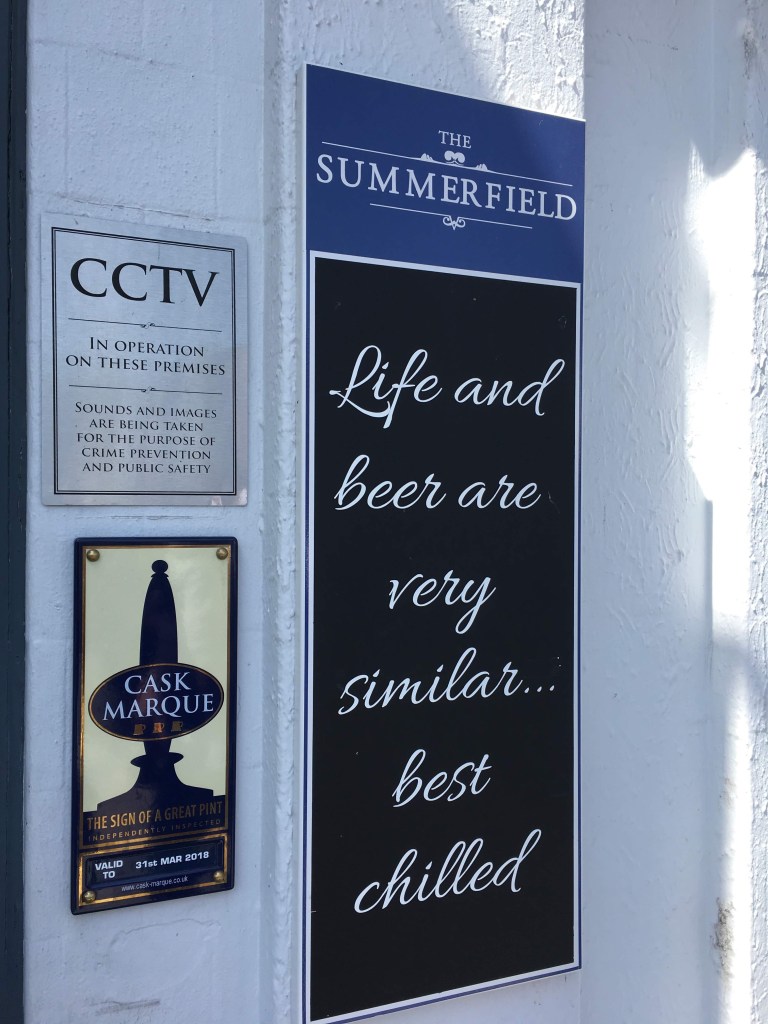 THE
SUMMERFIELD
Life and
beer are
very
similar...
best
chilled
CCTV
IN OPERATION
ON THESE PREMISES
SOUNDS AND IMAGES
ARE BEING TAKEN
FOR THE PURPOSE OF
CRIME PREVENTION
AND PUBLIC SAFETY
CASK
MARQUE
THE SIGN OF A GREAT PINT
INDEPENDENTLY INSPECTED
VALID TO 31st MAR 2018
www.cask-marque.co.uk